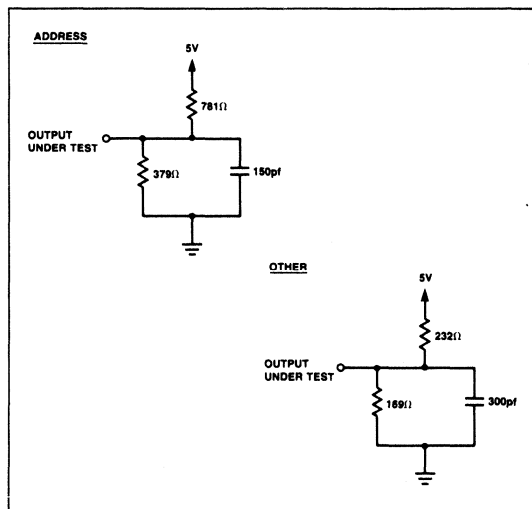 ADDRESS
5V
781Ω
OUTPUT
UNDER TEST
379Ω
150pf
OTHER
5V
232Ω
OUTPUT
UNDER TEST
169Ω
300pf